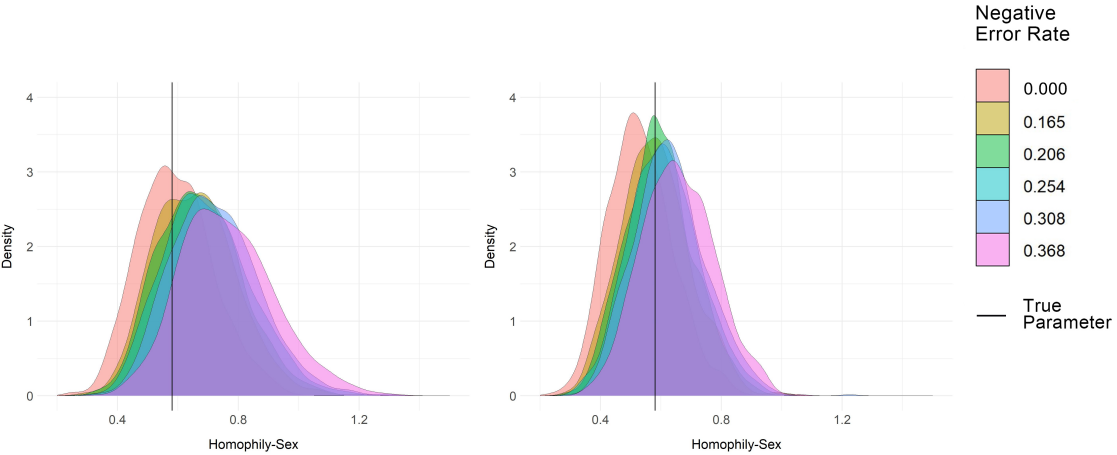 Negative
Error Rate
0.000
0.165
0.206
0.254
0.308
0.368
True
Parameter
4
3
2
1
0
Density
0.4
0.8
1.2
Homophily-Sex
4
3
2
1
0
Density
0.4
0.8
1.2
Homophily-Sex